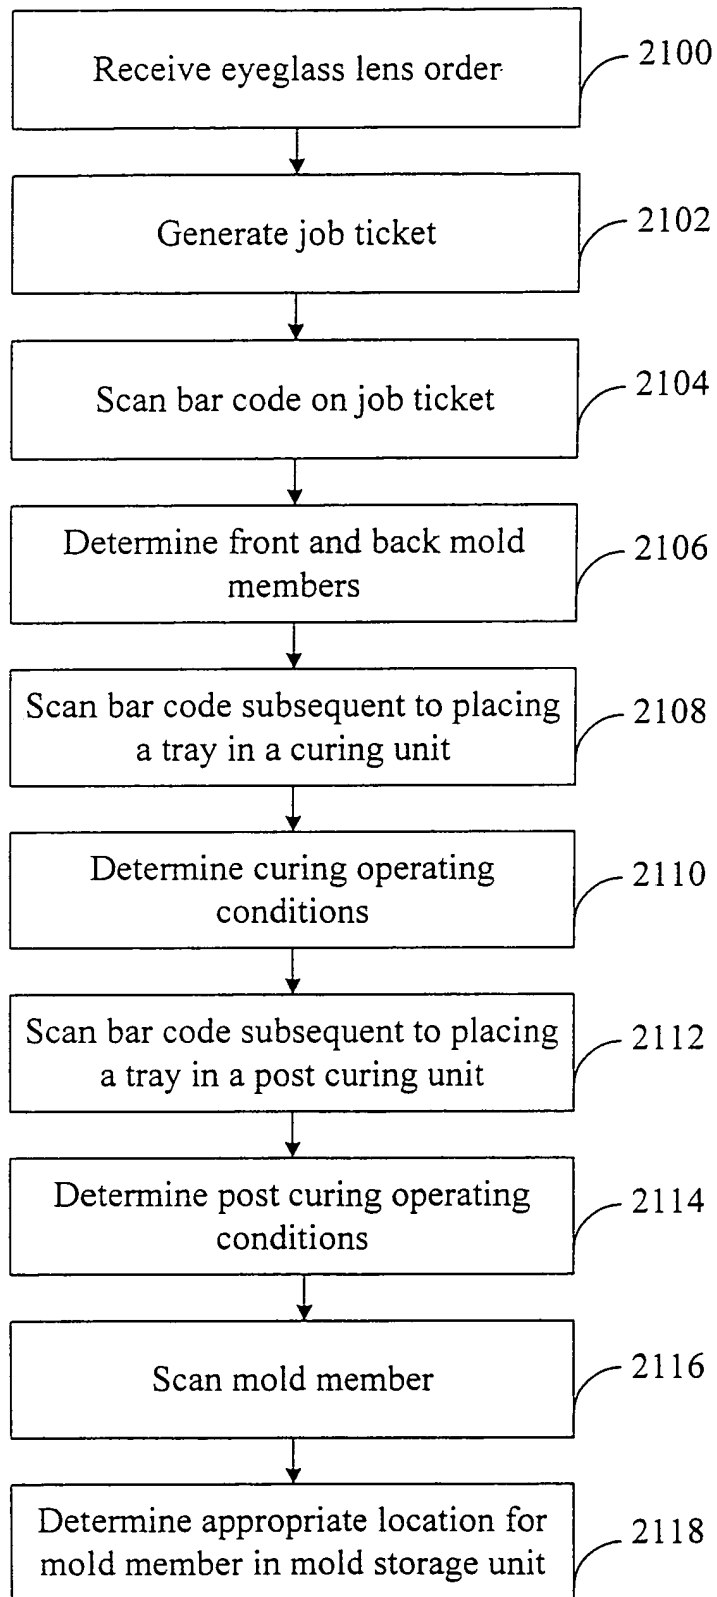 Receive eyeglass lens order
2100
Generate job ticket
2102
Scan bar code on job ticket
2104
Determine front and back mold
members
2106
Scan bar code subsequent to placing
a tray in a curing unit
2108
Determine curing operating
conditions
2110
Scan bar code subsequent to placing
a tray in a post curing unit
2112
Determine post curing operating
conditions
2114
Scan mold member
2116
Determine appropriate location for
mold member in mold storage unit
2118